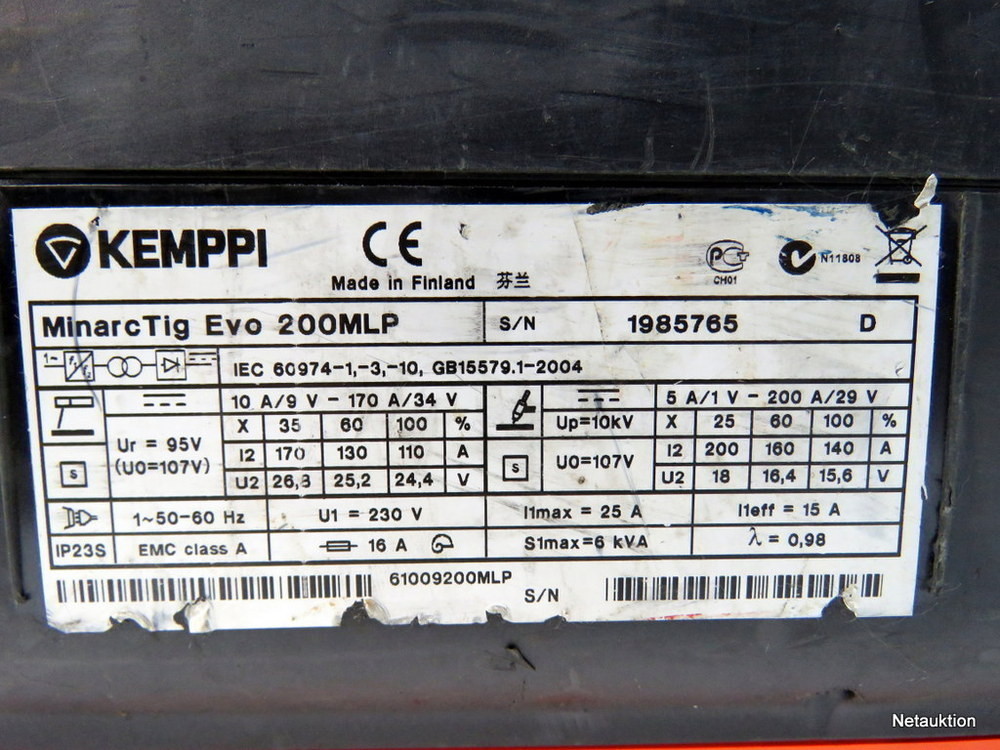 KEMPPI
CE
Made in Finland 芬兰
CH01
N11808
MinarcTig Evo 200MLP S/N 1985765 D
1~ f1/f2 IEC 60974-1,-3,-10, GB15579.1-2004
10 A/9 V - 170 A/34 V
X 35 60 100 %
Ur = 95V
(U0=107V)
I2 170 130 110 A
U2 26,8 25,2 24,4 V
S
5 A/1 V - 200 A/29 V
Up=10kV X 25 60 100 %
U0=107V I2 200 160 140 A
U2 18 16,4 15,6 V
S
1~50-60 Hz U1 = 230 V I1max = 25 A I1eff = 15 A
IP23S EMC class A 16 A S1max=6 kVA λ = 0,98
61009200MLP
S/N
Netauktion